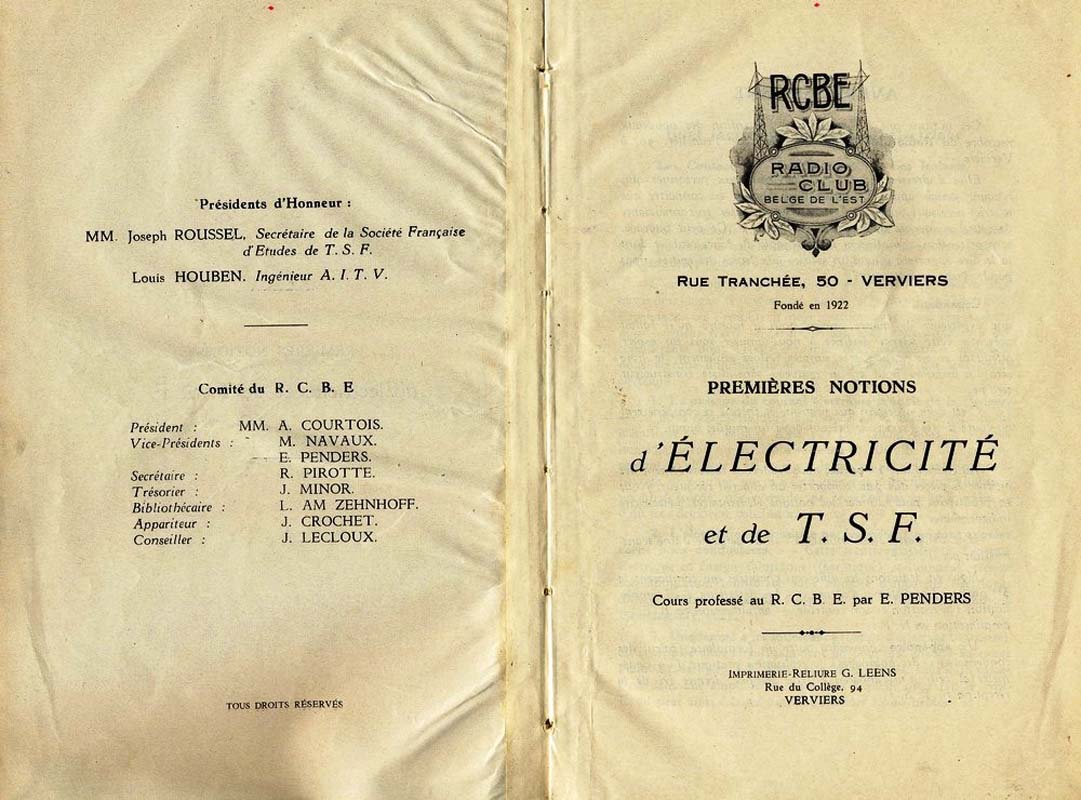 Présidents d'Honneur :
MM. Joseph ROUSSEL, Secrétaire de la Société Française
d'Etudes de T. S. F.
Louis HOUBEN. Ingénieur A. I. T. V.
Comité du R. C. B. E
Président : MM. A. COURTOIS.
Vice-Présidents : M. NAVAUX.
E. PENDERS.
Secrétaire : R. PIROTTE.
Trésorier : J. MINOR.
Bibliothécaire : L. AM ZEHNHOFF.
Appariteur : J. CROCHET.
Conseiller : J. LECLOUX.
TOUS DROITS RÉSERVÉS
RCBE
RADIO
CLUB
BELGE DE L'EST
RUE TRANCHÉE, 50 - VERVIERS
Fondé en 1922
PREMIÈRES NOTIONS
d'ÉLECTRICITÉ
et de T. S. F.
Cours professé au R. C. B. E. par E. PENDERS
IMPRIMERIE-RELIURE G. LEENS
Rue du Collège, 94
VERVIERS